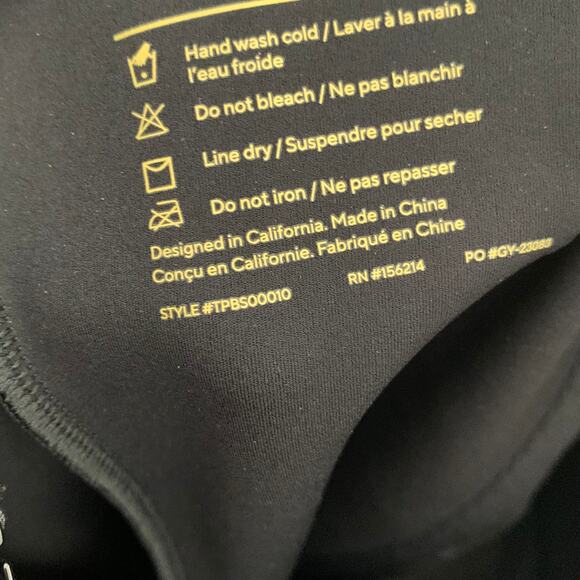 Hand wash cold / Laver à la main à
l'eau froide
Do not bleach / Ne pas blanchir
Line dry / Suspendre pour secher
Do not iron / Ne pas repasser
Designed in California. Made in China
Conçu en Californie. Fabriqué en Chine
STYLE #TPBS00010 RN #156214 PO #GY-23083